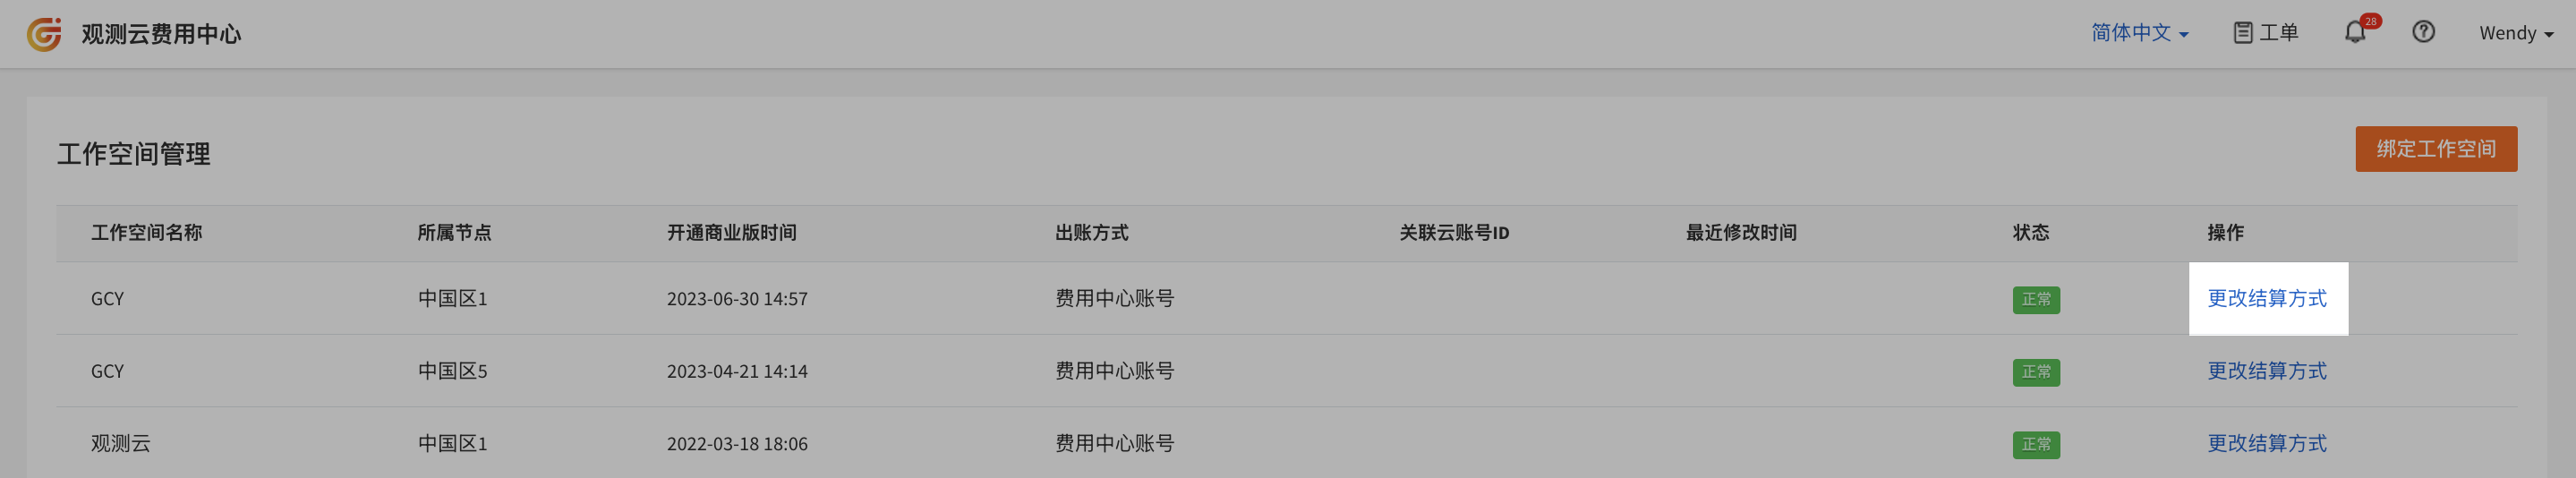 观测云费用中心 简体中文 工单 28 Wendy
工作空间管理 绑定工作空间
工作空间名称 所属节点 开通商业版时间 出账方式 关联云账号ID 最近修改时间 状态 操作
GCY 中国区1 2023-06-30 14:57 费用中心账号 正常 更改结算方式
GCY 中国区5 2023-04-21 14:14 费用中心账号 正常 更改结算方式
观测云 中国区1 2022-03-18 18:06 费用中心账号 正常 更改结算方式